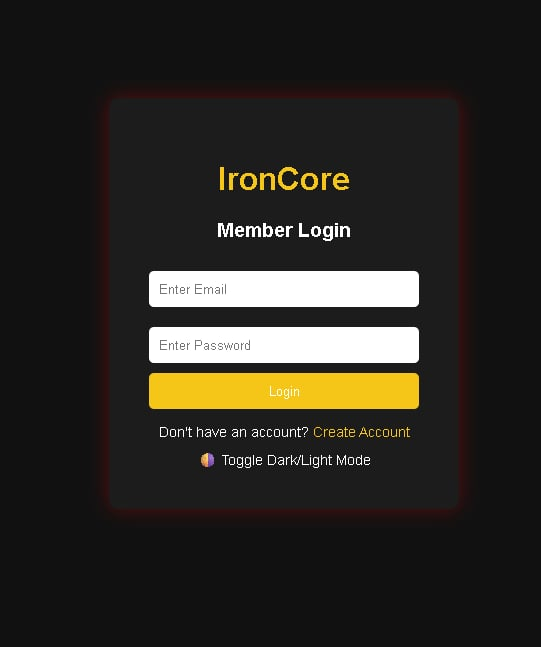 IronCore
Member Login
Enter Email
Enter Password
Login
Don't have an account? Create Account
Toggle Dark/Light Mode